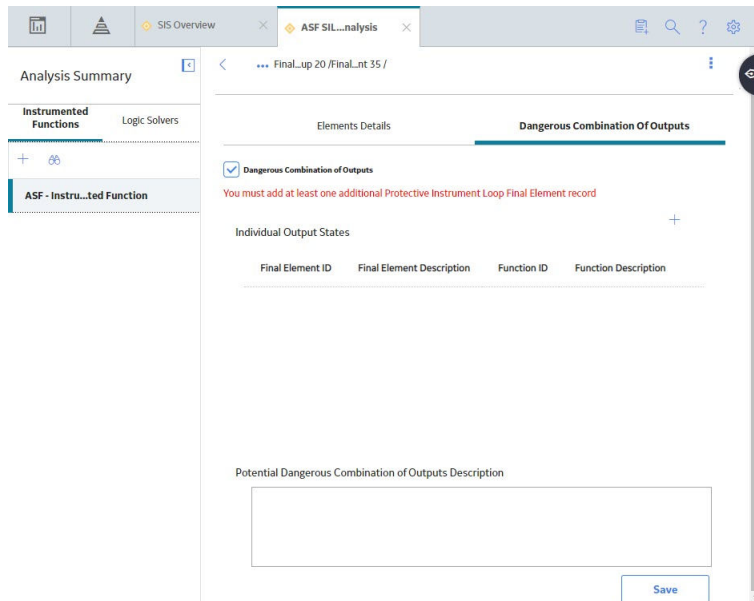 SIS Overview
ASF SIL...nalysis
?
Analysis Summary
Final...up 20 /Final...nt 35 /
Instrumented
Functions
Logic Solvers
Elements Details
Dangerous Combination Of Outputs
Dangerous Combination of Outputs
You must add at least one additional Protective Instrument Loop Final Element record
ASF - Instru...ted Function
Individual Output States
Final Element ID Final Element Description Function ID Function Description
Potential Dangerous Combination of Outputs Description
Save